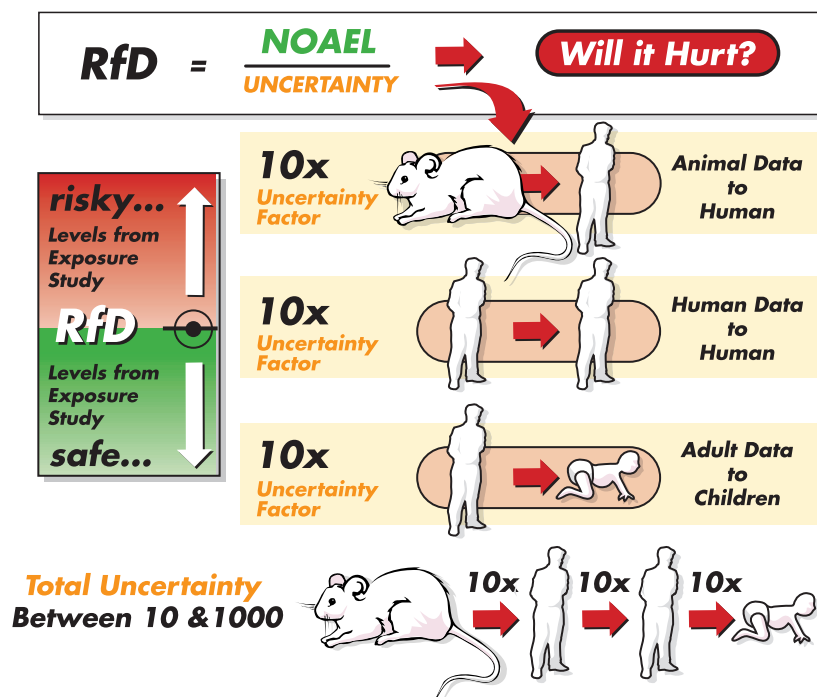 RfD = NOAEL
UNCERTAINTY
Will it Hurt?
10x
Uncertainty
Factor
Animal Data
to
Human
risky...
Levels from
Exposure
Study
RfD
Levels from
Exposure
Study
safe...
10x
Uncertainty
Factor
Human Data
to
Human
10x
Uncertainty
Factor
Adult Data
to
Children
Total Uncertainty
Between 10 &1000
10x 10x 10x